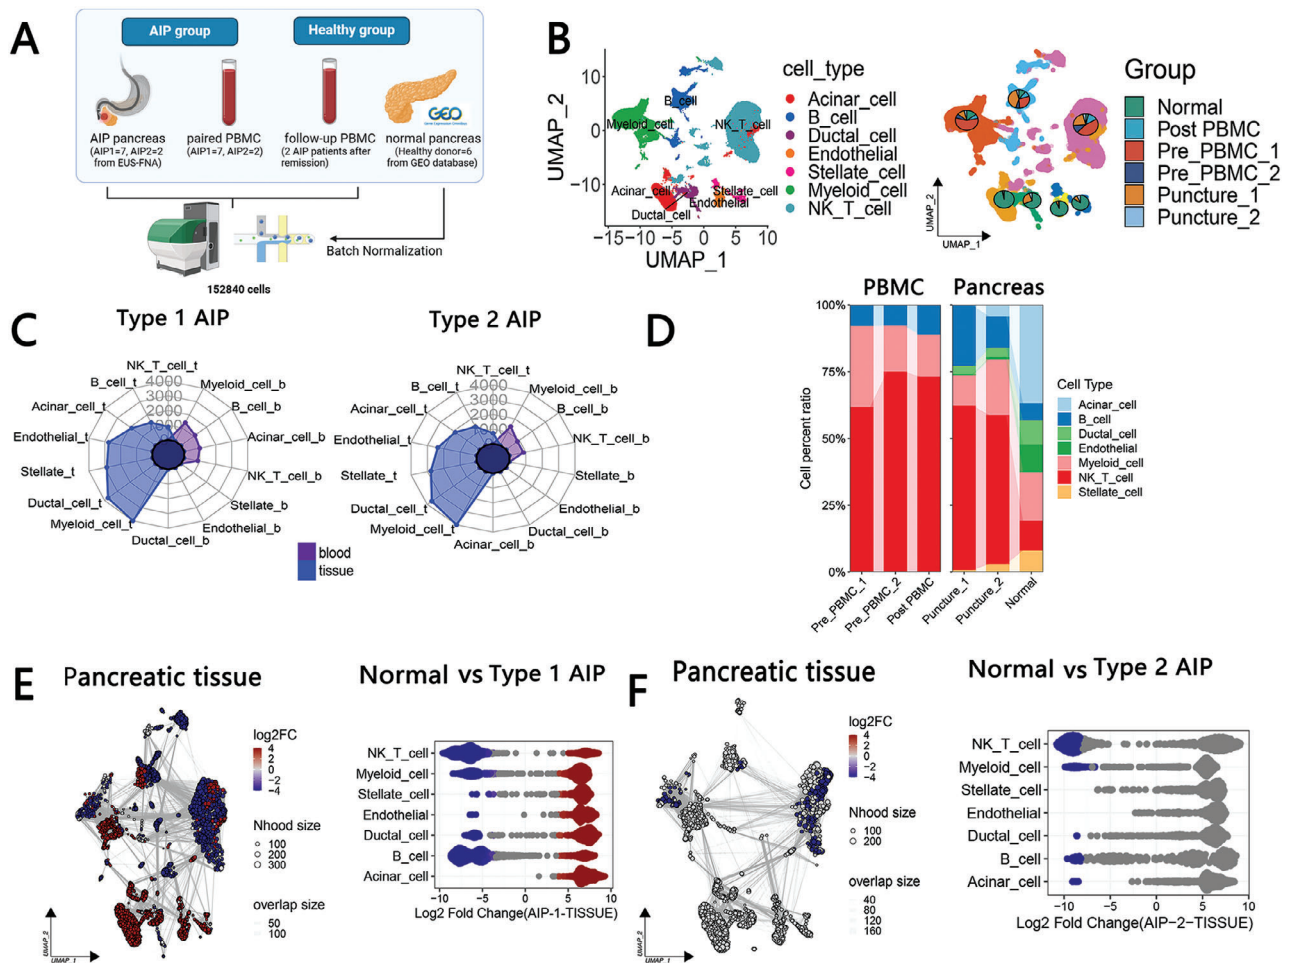 A
AIP group
Healthy group
AIP pancreas
(AIP1=7, AIP2=2
from EUS-FNA)
paired PBMC
(AIP1=7, AIP2=2)
follow-up PBMC
(2 AIP patients after
remission)
GEO
normal pancreas
(Healthy donor=6
from GEO database)
Batch Normalization
152840 cells
B
UMAP_2
10
0
−10
−15
−10
−5
0
5
10
UMAP_1
B_cell
Myeloid_cell
NK_T_cell
Acinar_cell
Stellate_cell
Endothelial
Ductal_cell
cell_type
Acinar_cell
B_cell
Ductal_cell
Endothelial
Stellate_cell
Myeloid_cell
NK_T_cell
UMAP_2
UMAP_1
Group
Normal
Post PBMC
Pre_PBMC_1
Pre_PBMC_2
Puncture_1
Puncture_2
C
Type 1 AIP
NK_T_cell_t
B_cell_t
Acinar_cell_t
Endothelial_t
Stellate_t
Ductal_cell_t
Myeloid_cell_t
Ductal_cell_b
Endothelial_b
Stellate_b
NK_T_cell_b
Acinar_cell_b
B_cell_b
Myeloid_cell_b
4000
3000
2000
Type 2 AIP
NK_T_cell_t
B_cell_t
Acinar_cell_t
Endothelial_t
Stellate_t
Ductal_cell_t
Myeloid_cell_t
Acinar_cell_b
Ductal_cell_b
Endothelial_b
Stellate_b
NK_T_cell_b
B_cell_b
Myeloid_cell_b
4000
3000
2000
blood
tissue
D
PBMC
Pancreas
Cell percent ratio
100%
75%
50%
25%
0%
Pre_PBMC_1
Pre_PBMC_2
Post PBMC
Puncture_1
Puncture_2
Normal
Cell Type
Acinar_cell
B_cell
Ductal_cell
Endothelial
Myeloid_cell
NK_T_cell
Stellate_cell
E
Pancreatic tissue
UMAP_2
UMAP_1
log2FC
4
2
0
−2
−4
Nhood size
100
200
300
overlap size
50
100
Normal vs Type 1 AIP
NK_T_cell
Myeloid_cell
Stellate_cell
Endothelial
Ductal_cell
B_cell
Acinar_cell
−10
−5
0
5
10
Log2 Fold Change(AIP-1-TISSUE)
F
Pancreatic tissue
UMAP_2
UMAP_1
log2FC
4
2
0
−2
−4
Nhood size
100
200
overlap size
40
80
120
160
Normal vs Type 2 AIP
NK_T_cell
Myeloid_cell
Stellate_cell
Endothelial
Ductal_cell
B_cell
Acinar_cell
−10
−5
0
5
10
Log2 Fold Change(AIP−2−TISSUE)